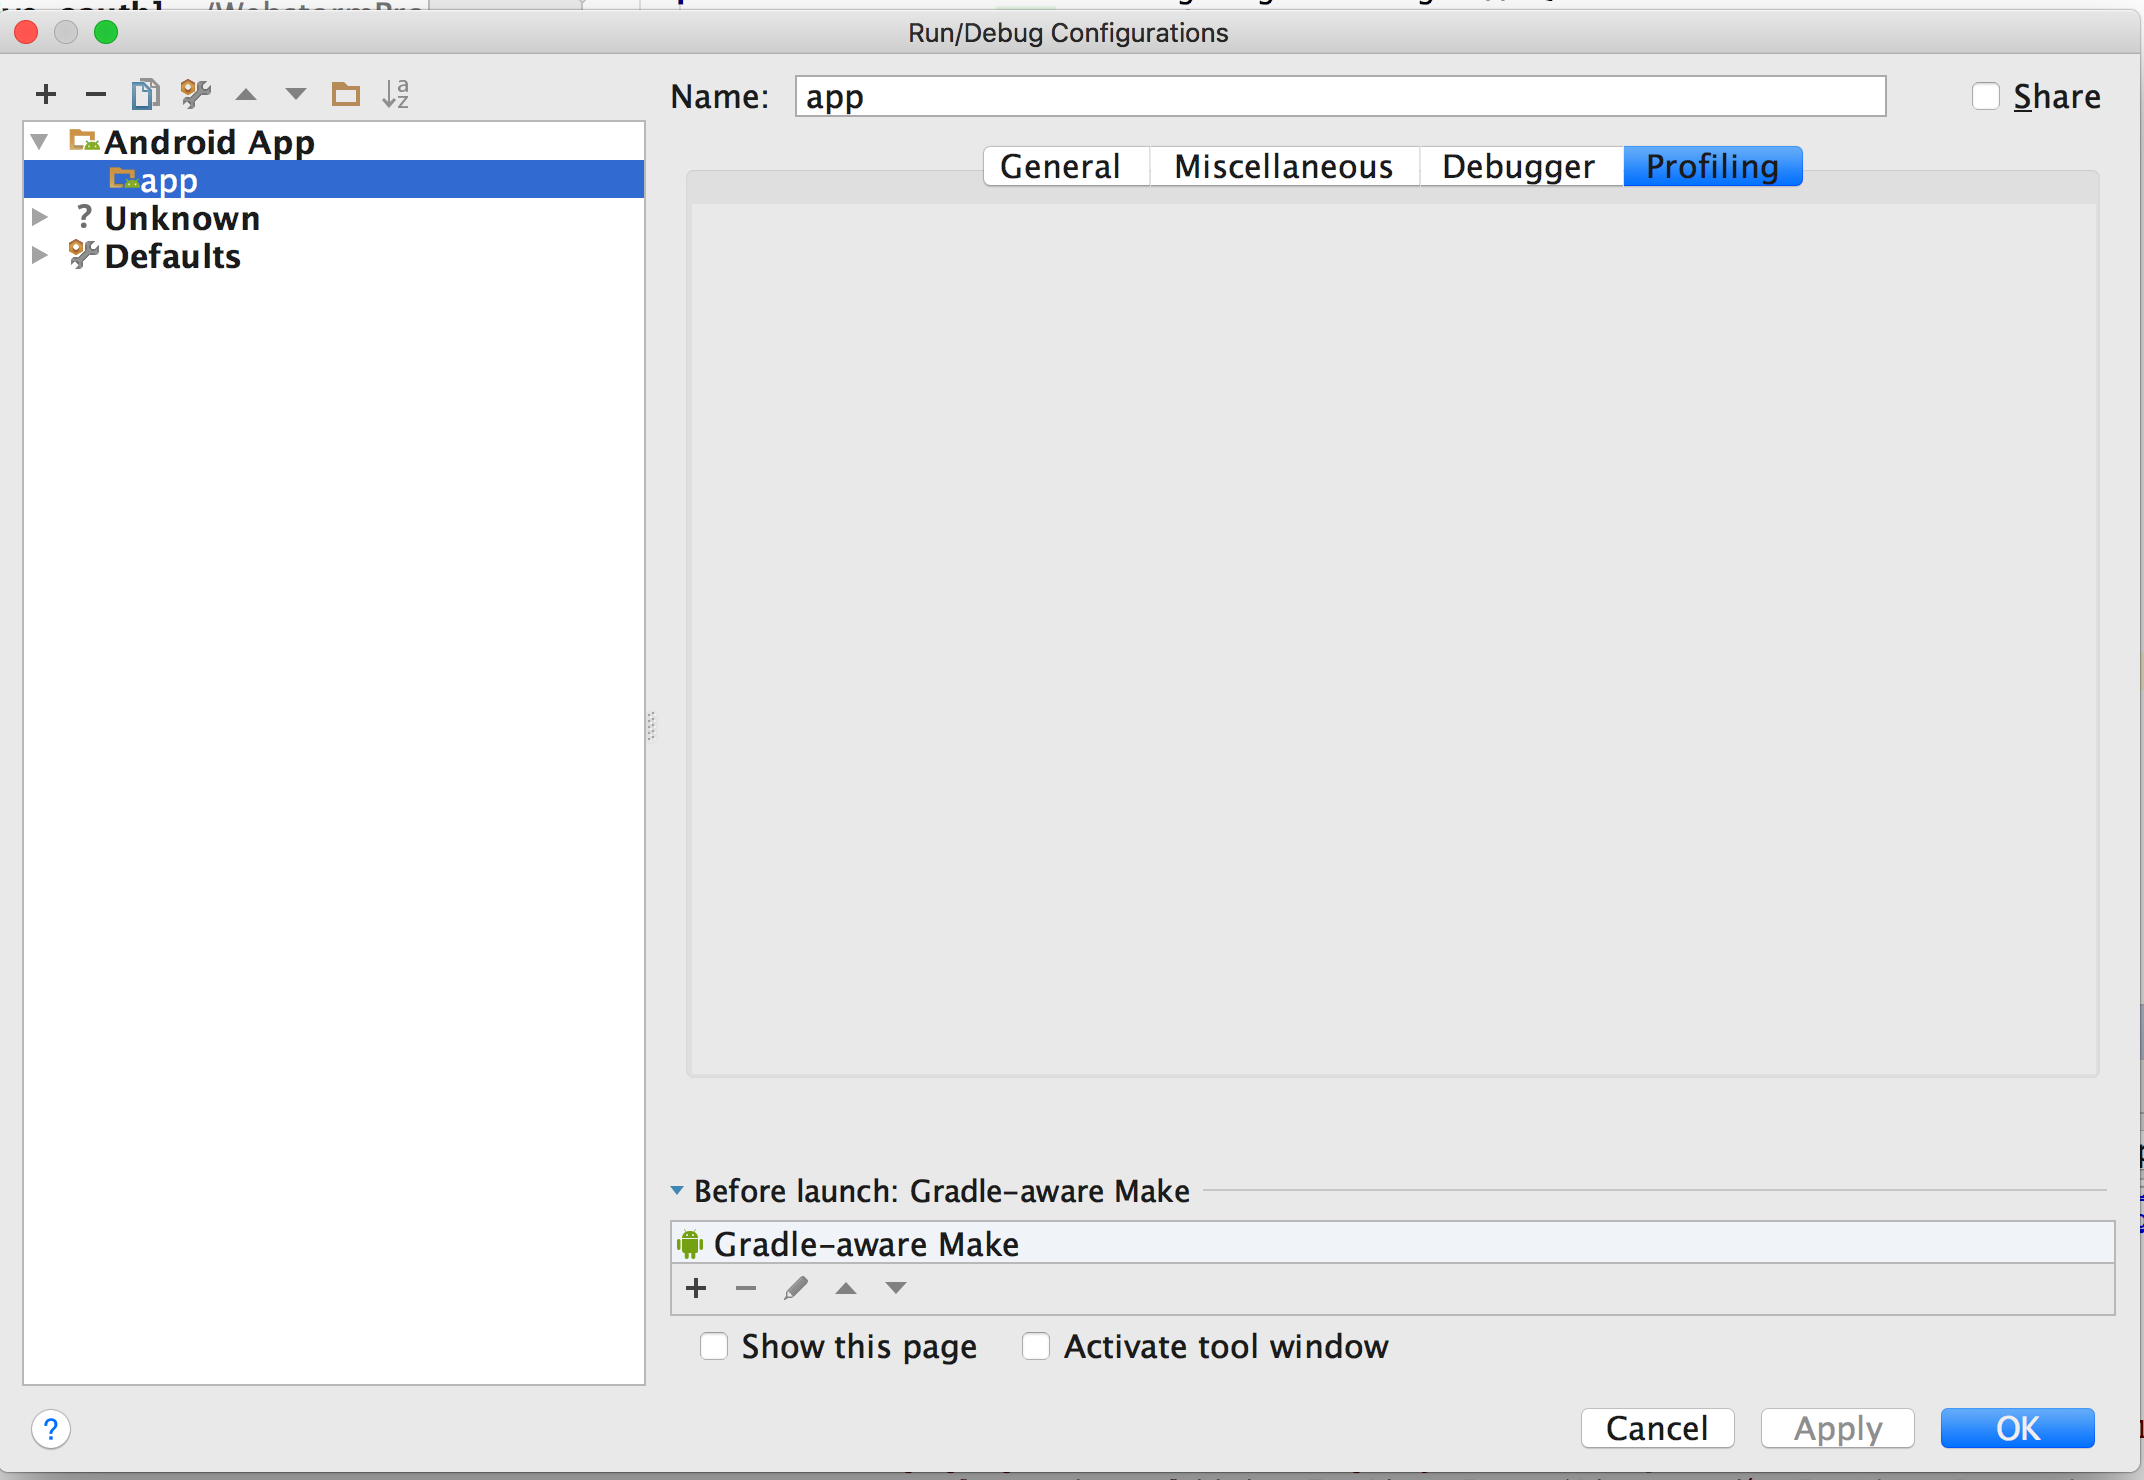 Run/Debug Configurations
Name: app
Share
Android App
app
? Unknown
Defaults
General Miscellaneous Debugger Profiling
Before launch: Gradle-aware Make
Gradle-aware Make
Show this page Activate tool window
? Cancel Apply OK